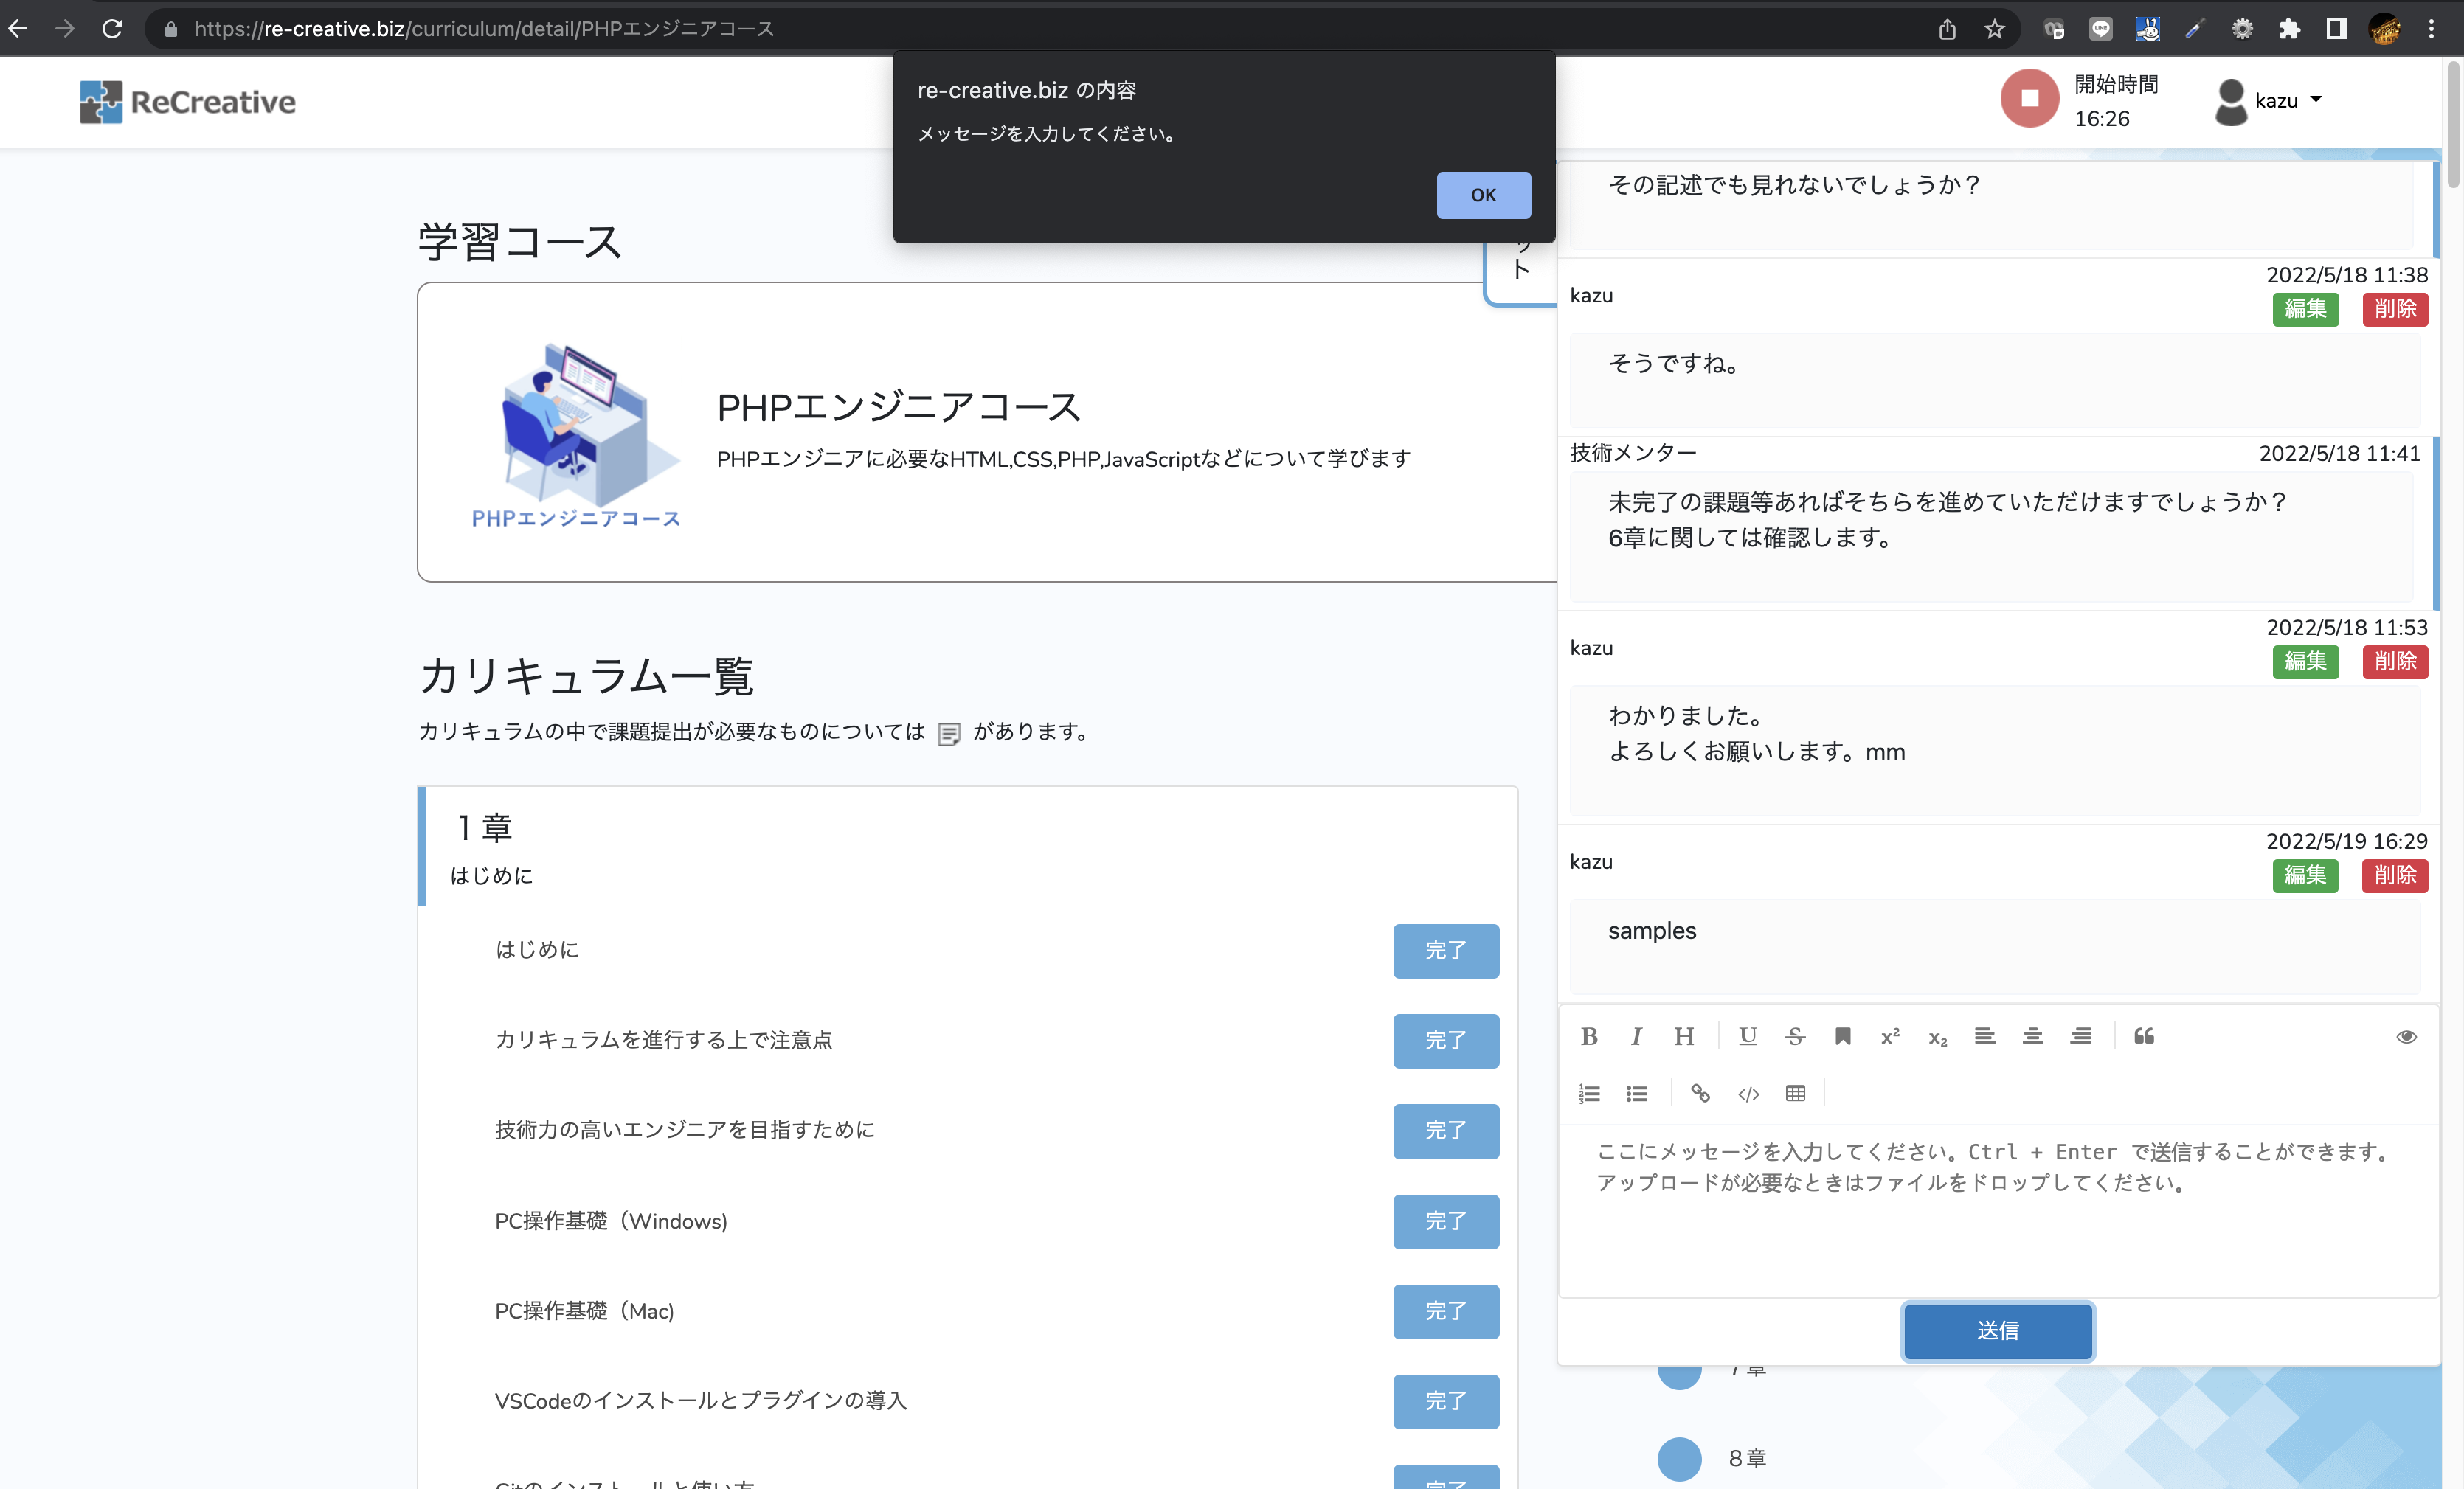 https://re-creative.biz/curriculum/detail/PHPエンジニアコース
re-creative.biz の内容
メッセージを入力してください。
OK
ReCreative
開始時間
16:26
kazu
学習コース
ット
PHPエンジニアコース
PHPエンジニアコース
PHPエンジニアに必要なHTML,CSS,PHP,JavaScriptなどについて学びます
カリキュラム一覧
カリキュラムの中で課題提出が必要なものについては があります。
1 章
はじめに
はじめに
完了
カリキュラムを進行する上で注意点
完了
技術力の高いエンジニアを目指すために
完了
PC操作基礎（Windows)
完了
PC操作基礎（Mac)
完了
VSCodeのインストールとプラグインの導入
完了
Gitのインストールと使い方
完了
その記述でも見れないでしょうか？
2022/5/18 11:38
kazu
編集 削除
そうですね。
技術メンター 2022/5/18 11:41
未完了の課題等あればそちらを進めていただけますでしょうか？
6章に関しては確認します。
2022/5/18 11:53
kazu
編集 削除
わかりました。
よろしくお願いします。mm
2022/5/19 16:29
kazu
編集 削除
samples
ここにメッセージを入力してください。Ctrl + Enter で送信することができます。
アップロードが必要なときはファイルをドロップしてください。
送信
7章
8章